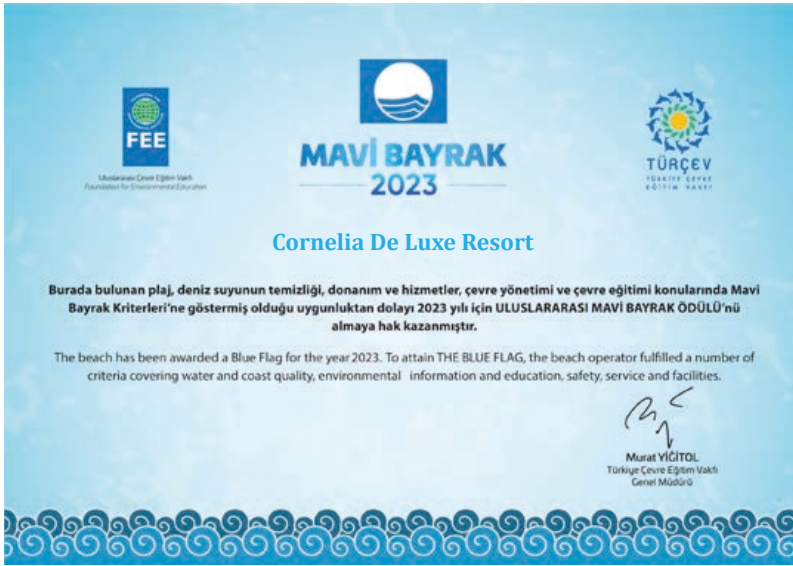 FEE
Uluslararası Çevre Eğitim Vakfı
Foundation for Environmental Education
MAVİ BAYRAK
2023
TÜRÇEV
TÜRKİYE ÇEVRE
EĞİTİM VAKFI
Cornelia De Luxe Resort
Burada bulunan plaj, deniz suyunun temizliği, donanım ve hizmetler, çevre yönetimi ve çevre eğitimi konularında Mavi
Bayrak Kriterleri'ne göstermiş olduğu uygunluktan dolayı 2023 yılı için ULUSLARARASI MAVİ BAYRAK ÖDÜLÜ'nü
almaya hak kazanmıştır.
The beach has been awarded a Blue Flag for the year 2023. To attain THE BLUE FLAG, the beach operator fulfilled a number of
criteria covering water and coast quality, environmental information and education, safety, service and facilities.
Murat YİĞİTOL
Türkiye Çevre Eğitim Vakfı
Genel Müdürü